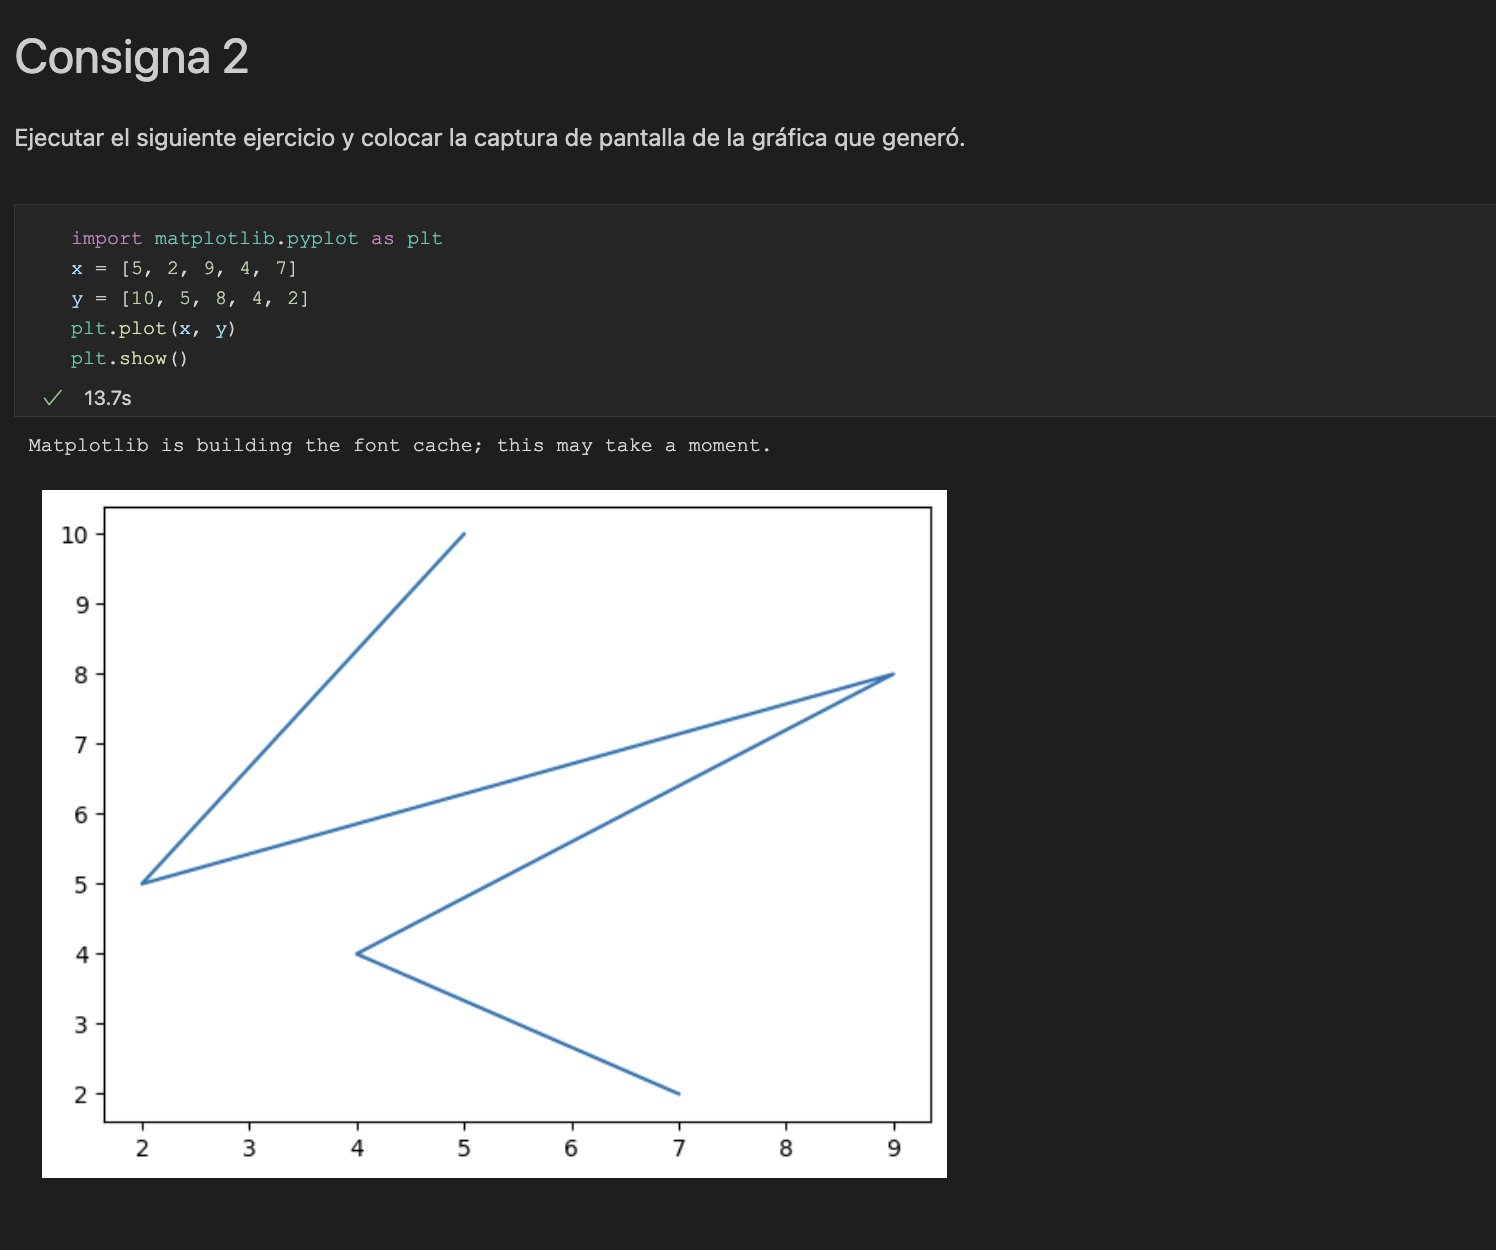 Consigna 2
Ejecutar el siguiente ejercicio y colocar la captura de pantalla de la gráfica que generó.
import matplotlib.pyplot as plt
x = [5, 2, 9, 4, 7]
y = [10, 5, 8, 4, 2]
plt.plot(x, y)
plt.show()
✓ 13.7s
Matplotlib is building the font cache; this may take a moment.
10
9
8
7
6
5
4
3
2
2 3 4 5 6 7 8 9